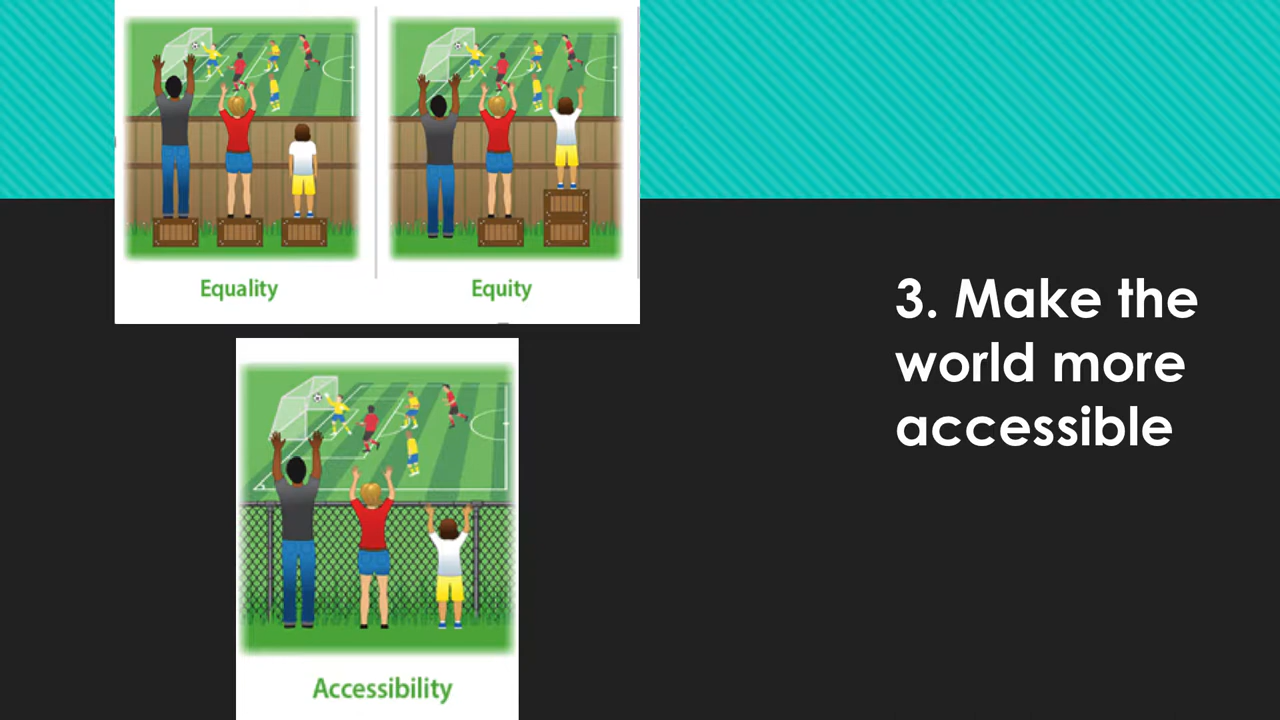 Equality
Equity
Accessibility
3. Make the
world more
accessible